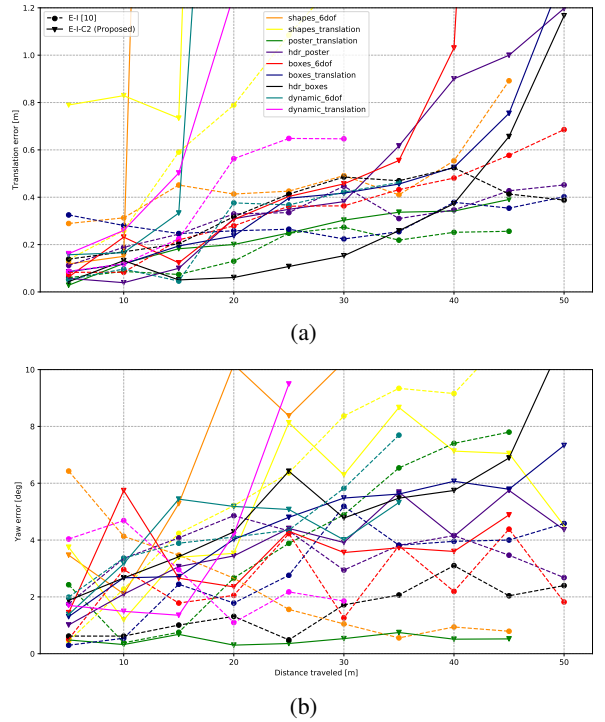 1.2
1.0
0.8
0.6
0.4
0.2
0.0
Translation error [m]
E-I [10]
E-I-C2 (Proposed)
shapes_6dof
shapes_translation
poster_translation
hdr_poster
boxes_6dof
boxes_translation
hdr_boxes
dynamic_6dof
dynamic_translation
10 20 30 40 50
(a)
10
8
6
4
2
0
Yaw error [deg]
10 20 30 40 50
Distance traveled [m]
(b)